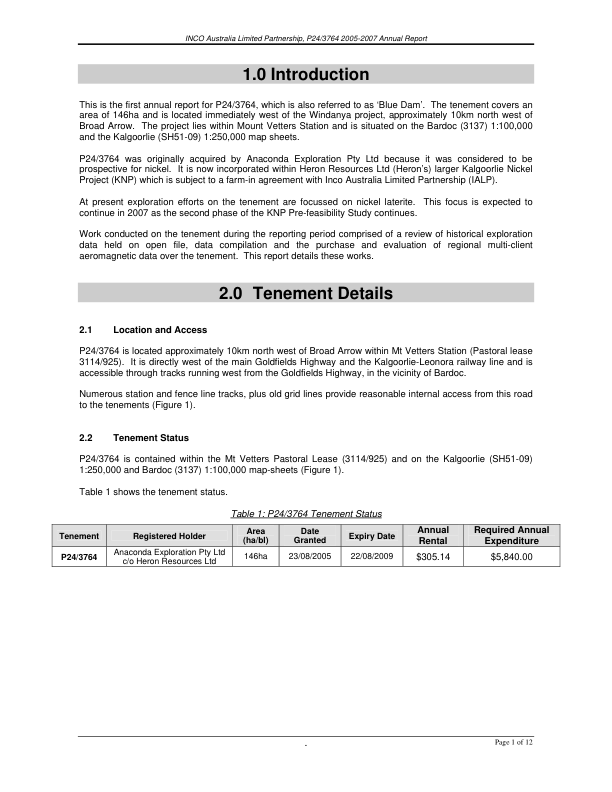 INCO Australia Limited Partnership, P24/3764 2005-2007 Annual Report
1.0 Introduction
This is the first annual report for P24/3764, which is also referred to as ‘Blue Dam’.  The tenement covers an
area of 146ha and is located immediately west of the Windanya project, approximately 10km north west of
Broad Arrow.  The project lies within Mount Vetters Station and is situated on the Bardoc (3137) 1:100,000
and the Kalgoorlie (SH51-09) 1:250,000 map sheets.
P24/3764 was originally acquired by Anaconda Exploration Pty Ltd because it was considered to be
prospective for nickel.  It is now incorporated within Heron Resources Ltd (Heron’s) larger Kalgoorlie Nickel
Project (KNP) which is subject to a farm-in agreement with Inco Australia Limited Partnership (IALP).
At present exploration efforts on the tenement are focussed on nickel laterite.  This focus is expected to
continue in 2007 as the second phase of the KNP Pre-feasibility Study continues.
Work conducted on the tenement during the reporting period comprised of a review of historical exploration
data held on open file, data compilation and the purchase and evaluation of regional multi-client
aeromagnetic data over the tenement.  This report details these works.
2.0 Tenement Details
2.1 Location and Access
P24/3764 is located approximately 10km north west of Broad Arrow within Mt Vetters Station (Pastoral lease
3114/925).  It is directly west of the main Goldfields Highway and the Kalgoorlie-Leonora railway line and is
accessible through tracks running west from the Goldfields Highway, in the vicinity of Bardoc.
Numerous station and fence line tracks, plus old grid lines provide reasonable internal access from this road
to the tenements (Figure 1).
2.2 Tenement Status
P24/3764 is contained within the Mt Vetters Pastoral Lease (3114/925) and on the Kalgoorlie (SH51-09)
1:250,000 and Bardoc (3137) 1:100,000 map-sheets (Figure 1).
Table 1 shows the tenement status.
Table 1: P24/3764 Tenement Status
Tenement Registered Holder Area (ha/bl) Date Granted Expiry Date Annual Rental Required Annual Expenditure
P24/3764 Anaconda Exploration Pty Ltd c/o Heron Resources Ltd 146ha 23/08/2005 22/08/2009 $305.14 $5,840.00
- Page 1 of 12